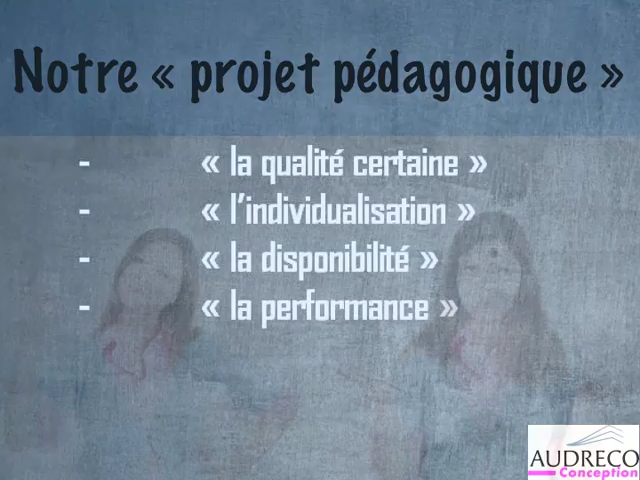 Notre « projet pédagogique »
- « la qualité certaine »
- « l'individualisation »
- « la disponibilité »
- « la performance »
AUDRECO
Conception